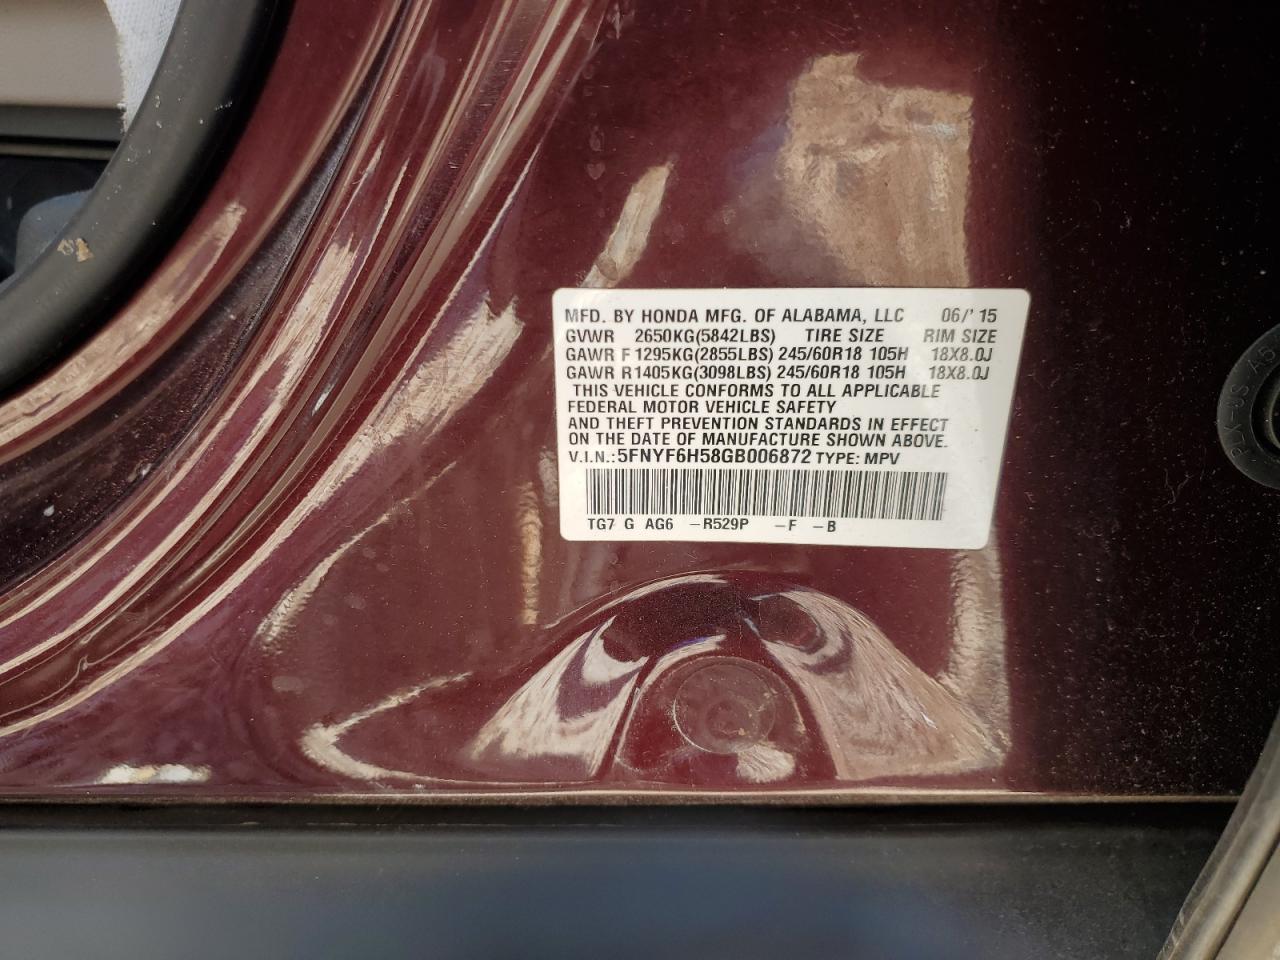 MFD. BY HONDA MFG. OF ALABAMA, LLC 06/'15
GVWR 2650KG(5842LBS) TIRE SIZE RIM SIZE
GAWR F 1295KG(2855LBS) 245/60R18 105H 18X8.0J
GAWR R 1405KG(3098LBS) 245/60R18 105H 18X8.0J
THIS VEHICLE CONFORMS TO ALL APPLICABLE
FEDERAL MOTOR VEHICLE SAFETY
AND THEFT PREVENTION STANDARDS IN EFFECT
ON THE DATE OF MANUFACTURE SHOWN ABOVE.
V.I.N.:5FNYF6H58GB006872 TYPE: MPV
TG7 G AG6 -R529P -F -B